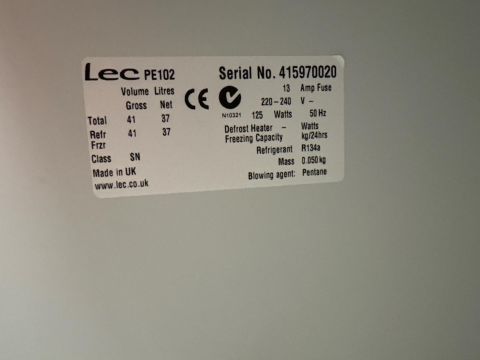 Lec PE102 Serial No. 415970020
Volume Litres 13 Amp Fuse
Gross Net CE 220-240 V ~
Total 41 37 N10321 125 Watts 50 Hz
Refr 41 37 Defrost Heater - Watts
Frzr Freezing Capacity kg/24hrs
Class SN Refrigerant R134a
Made in UK Mass 0.050kg
www.lec.co.uk Blowing agent: Pentane